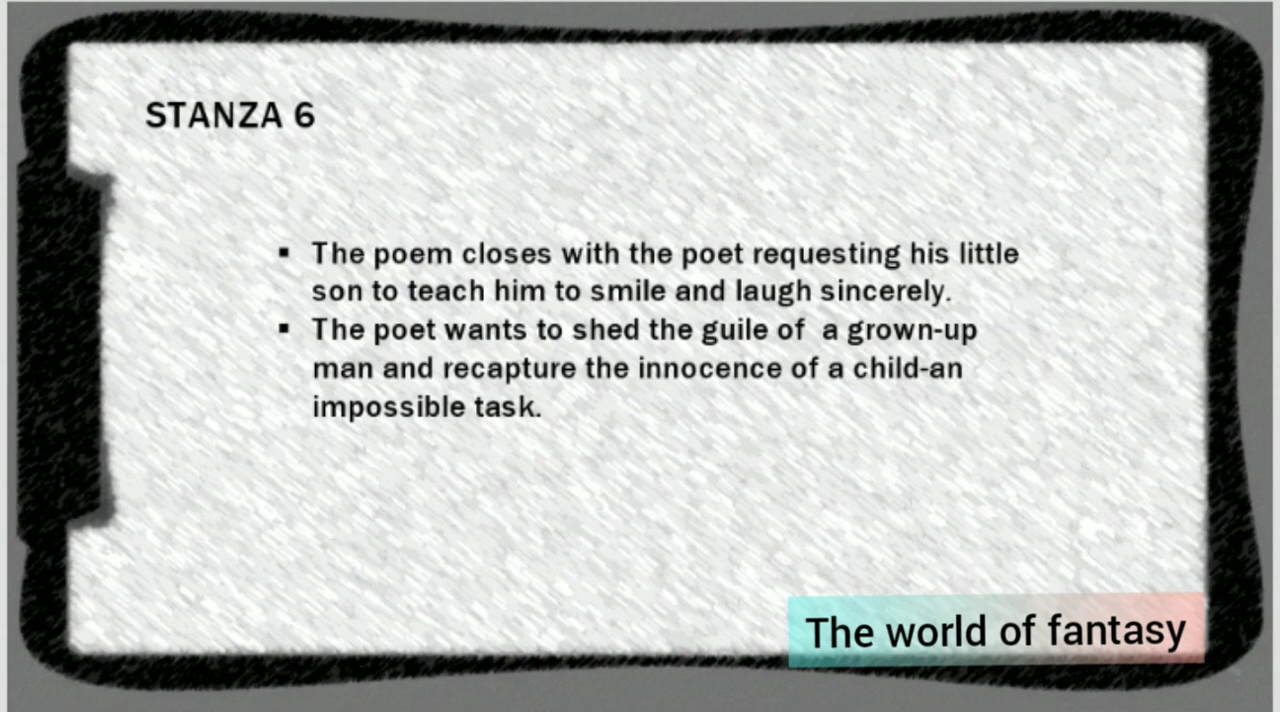 STANZA 6
▪ The poem closes with the poet requesting his little
son to teach him to smile and laugh sincerely.
▪ The poet wants to shed the guile of  a grown-up
man and recapture the innocence of a child-an
impossible task.
The world of fantasy